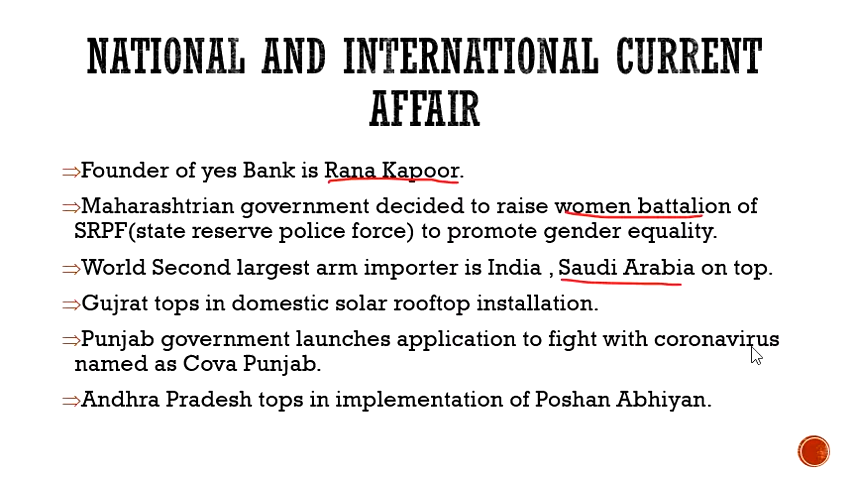 NATIONAL AND INTERNATIONAL CURRENT
AFFAIR
⇒Founder of yes Bank is Rana Kapoor.
⇒Maharashtrian government decided to raise women battalion of
SRPF(state reserve police force) to promote gender equality.
⇒World Second largest arm importer is India , Saudi Arabia on top.
⇒Gujrat tops in domestic solar rooftop installation.
⇒Punjab government launches application to fight with coronavirus
named as Cova Punjab.
⇒Andhra Pradesh tops in implementation of Poshan Abhiyan.